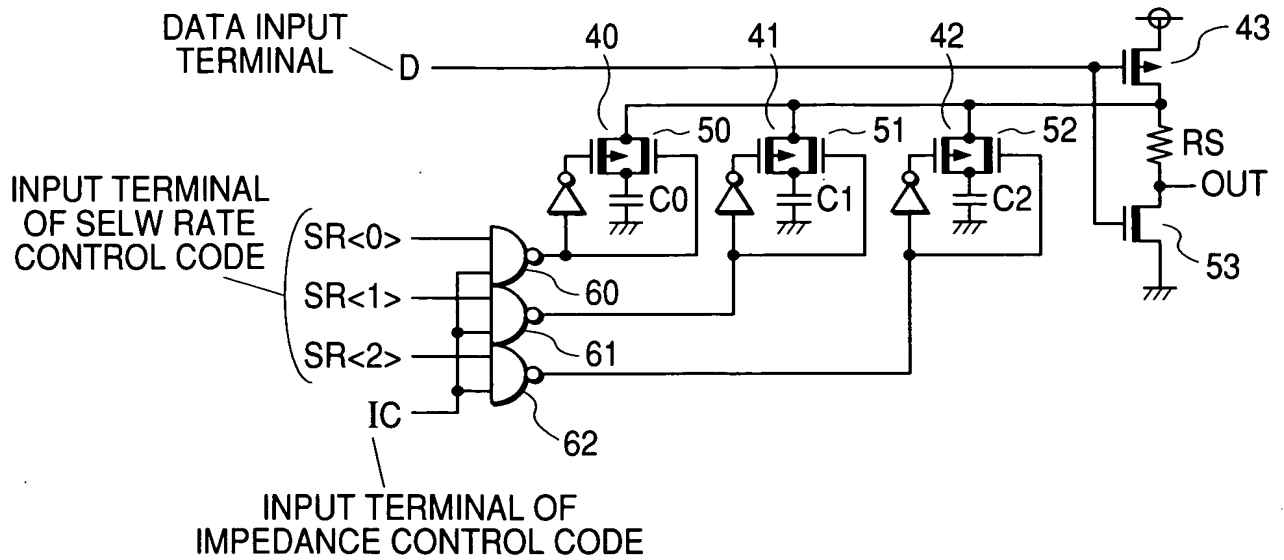 DATA INPUT
TERMINAL
D
40
41
42
43
50
51
52
RS
C0
C1
C2
OUT
INPUT TERMINAL
OF SELW RATE
CONTROL CODE
SR<0>
SR<1>
SR<2>
IC
60
61
62
53
INPUT TERMINAL OF
IMPEDANCE CONTROL CODE